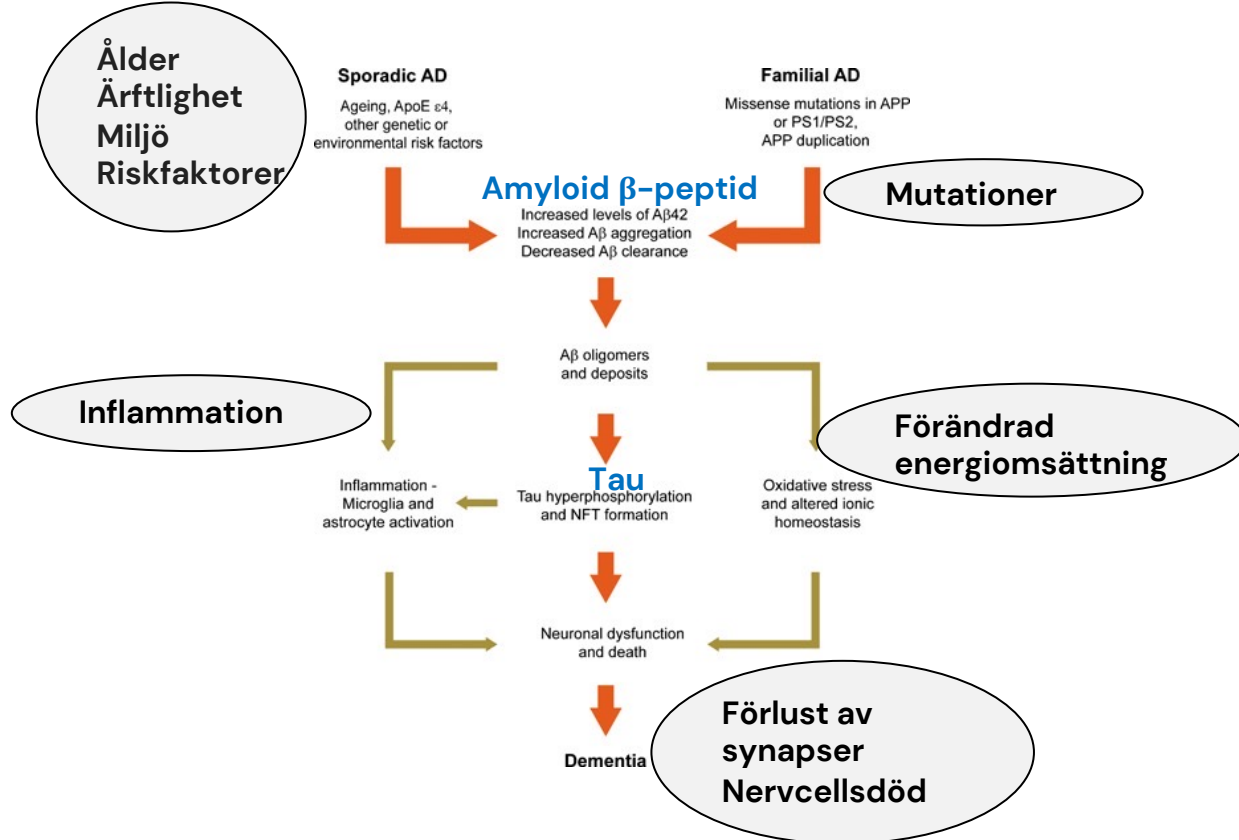 Ålder
Ärftlighet
Miljö
Riskfaktorer
Sporadic AD
Ageing, ApoE ε4,
other genetic or
environmental risk factors
Familial AD
Missense mutations in APP
or PS1/PS2,
APP duplication
Mutationer
Amyloid β-peptid
Increased levels of Aβ42
Increased Aβ aggregation
Decreased Aβ clearance
Aβ oligomers
and deposits
Inflammation
Förändrad
energiomsättning
Inflammation -
Microglia and
astrocyte activation
Tau
Tau hyperphosphorylation
and NFT formation
Oxidative stress
and altered ionic
homeostasis
Neuronal dysfunction
and death
Dementia
Förlust av
synapser
Nervcellsdöd